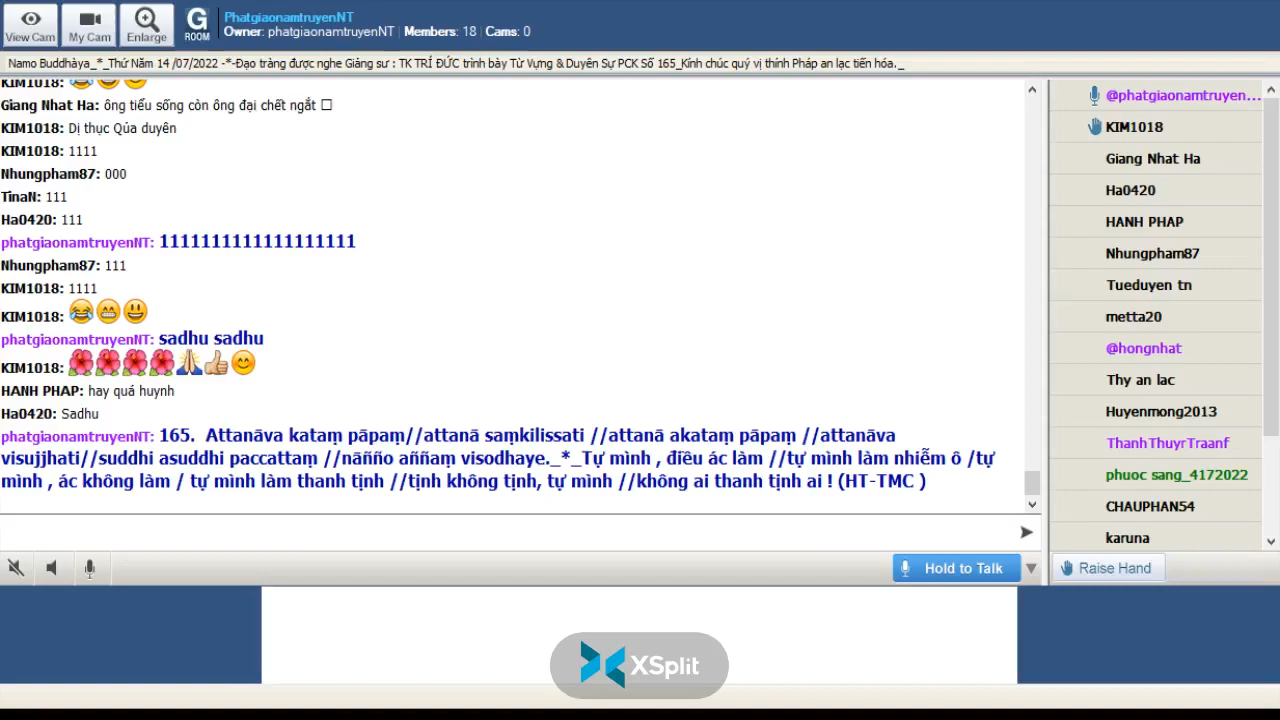 View Cam
My Cam
Enlarge
G
ROOM
PhatgiaonamtruyenNT
Owner: phatgiaonamtruyenNT | Members: 18 | Cams: 0
Namo Buddhàya_*_Thứ Năm 14 /07/2022 -*-Đạo tràng được nghe Giảng sư : TK TRÍ ĐỨC trình bày Từ Vựng & Duyên Sự PCK Số 165_Kính chúc quý vị thính Pháp an lạc tiến hóa._
KIM1018:
Giang Nhat Ha: ông tiểu sống còn ông đại chết ngắt □
KIM1018: Dị thục Qủa duyên
KIM1018: 1111
Nhungpham87: 000
TinaN: 111
Ha0420: 111
phatgiaonamtruyenNT: 1111111111111111111
Nhungpham87: 111
KIM1018: 1111
KIM1018: 😂😁😃
phatgiaonamtruyenNT: sadhu sadhu
KIM1018: 🌺🌺🌺🌺🙏👍😊
HANH PHAP: hay quá huynh
Ha0420: Sadhu
phatgiaonamtruyenNT: 165.  Attanāva kataṃ pāpaṃ//attanā saṃkilissati //attanā akataṃ pāpaṃ //attanāva
visujjhati//suddhi asuddhi paccattaṃ //nāñño aññaṃ visodhaye._*_Tự mình , điều ác làm //tự mình làm nhiễm ô /tự
mình , ác không làm / tự mình làm thanh tịnh //tịnh không tịnh, tự mình //không ai thanh tịnh ai ! (HT-TMC )
@phatgiaonamtruyen...
KIM1018
Giang Nhat Ha
Ha0420
HANH PHAP
Nhungpham87
Tueduyen tn
metta20
@hongnhat
Thy an lac
Huyenmong2013
ThanhThuyrTraanf
phuoc sang_4172022
CHAUPHAN54
karuna
Hold to Talk
Raise Hand
XSplit